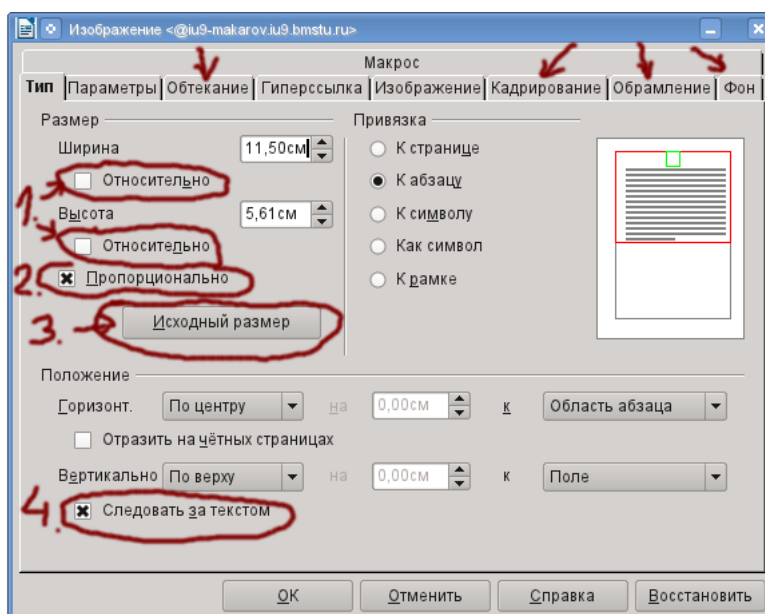 Изображение <@iu9-makarov.iu9.bmstu.ru>
Макрос
Тип Параметры Обтекание Гиперссылка Изображение Кадрирование Обрамление Фон
Размер
Ширина 11,50см
1. Относительно
Высота 5,61см
Относительно
2. Пропорционально
3. Исходный размер
Привязка
К странице
К абзацу
К символу
Как символ
К рамке
Положение
Горизонт. По центру на 0,00см к Область абзаца
Отразить на чётных страницах
Вертикально По верху на 0,00см к Поле
4. Следовать за текстом
OK Отменить Справка Восстановить